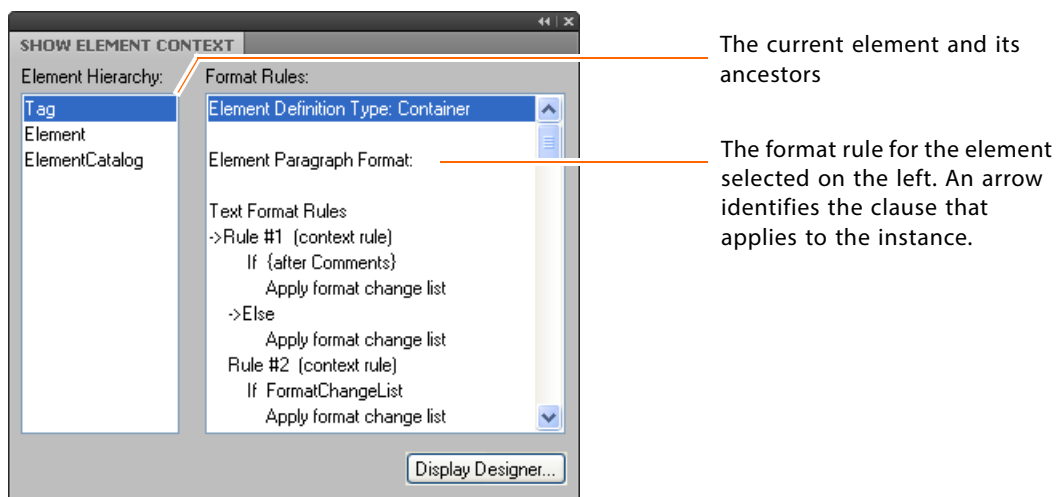 SHOW ELEMENT CONTEXT
Element Hierarchy:
Tag
Element
ElementCatalog
Format Rules:
Element Definition Type: Container
Element Paragraph Format:
Text Format Rules
->Rule #1 (context rule)
If {after Comments}
Apply format change list
->Else
Apply format change list
Rule #2 (context rule)
If FormatChangeList
Apply format change list
Display Designer...
The current element and its
ancestors
The format rule for the element
selected on the left. An arrow
identifies the clause that
applies to the instance.